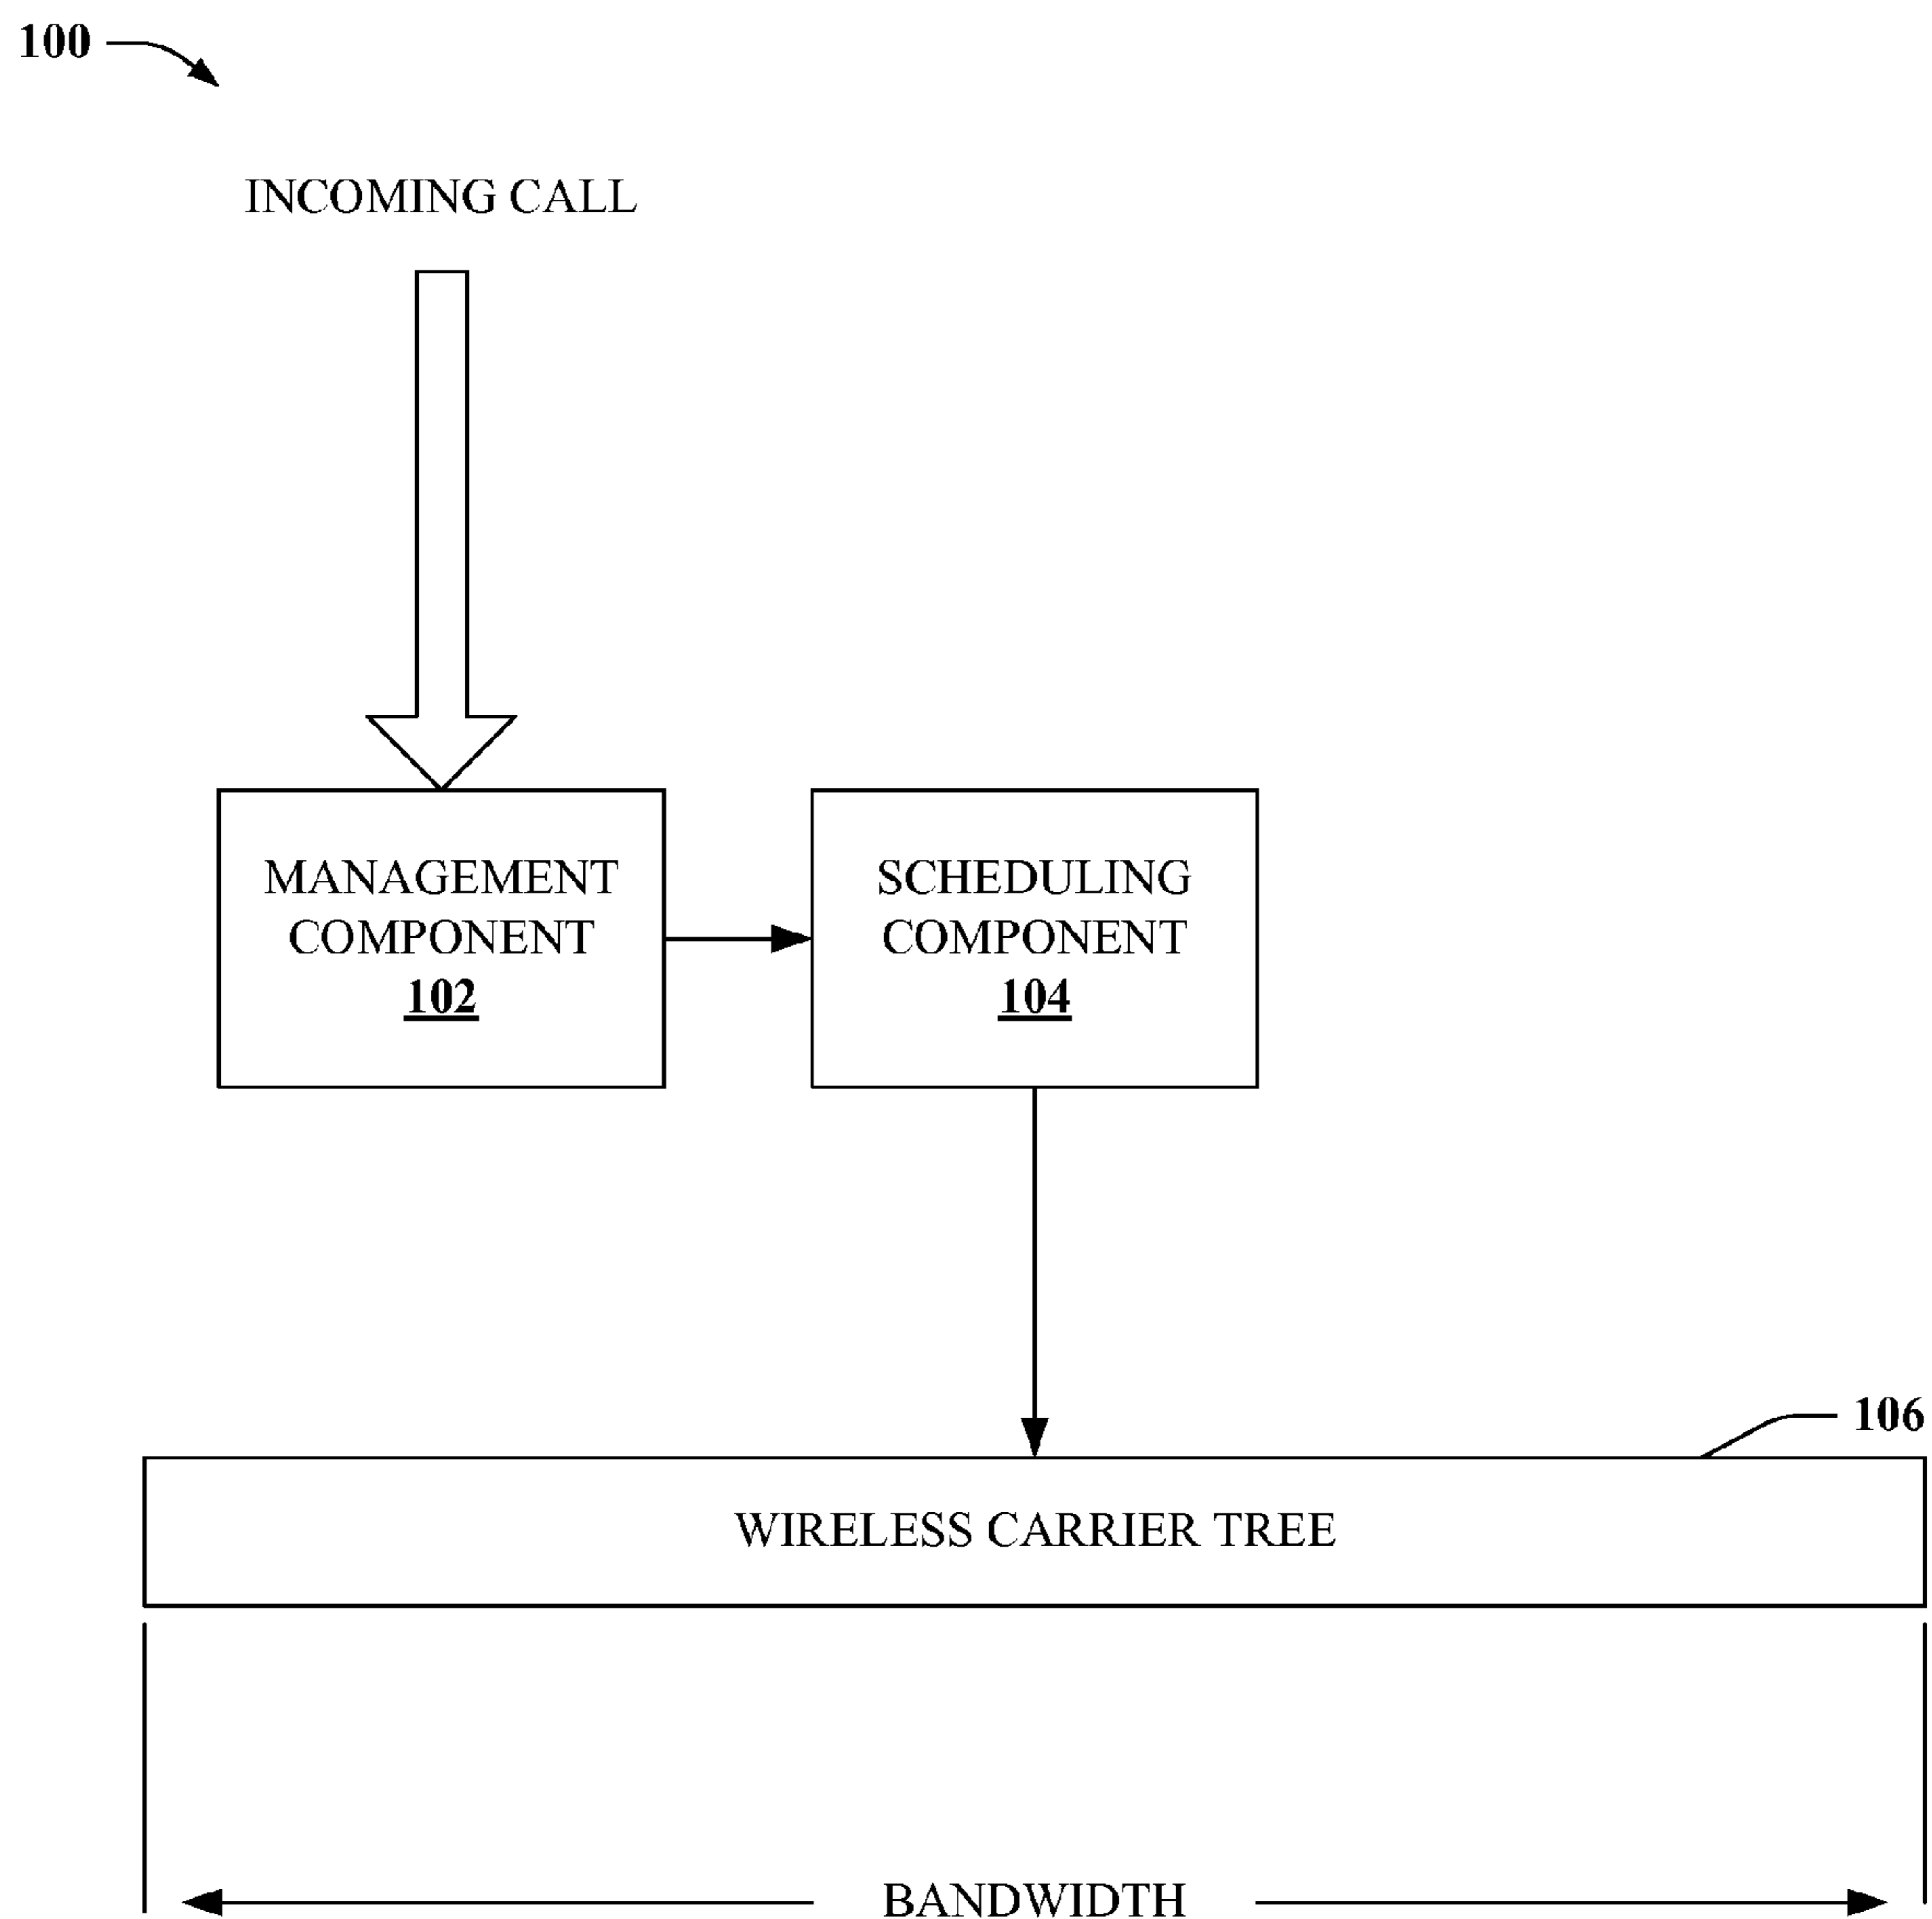 100
INCOMING CALL
MANAGEMENT
COMPONENT
102
SCHEDULING
COMPONENT
104
106
WIRELESS CARRIER TREE
BANDWIDTH